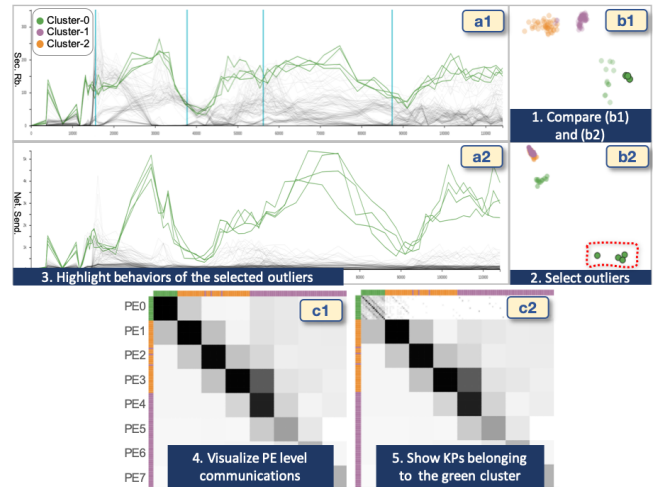 Cluster-0
Cluster-1
Cluster-2
a1
b1
Sec. Rb.
1. Compare (b1)
and (b2)
a2
b2
Net. Send.
3. Highlight behaviors of the selected outliers
2. Select outliers
c1
c2
PE0
PE1
PE2
PE3
PE4
PE5
PE6
PE7
4. Visualize PE level
communications
5. Show KPs belonging
to the green cluster